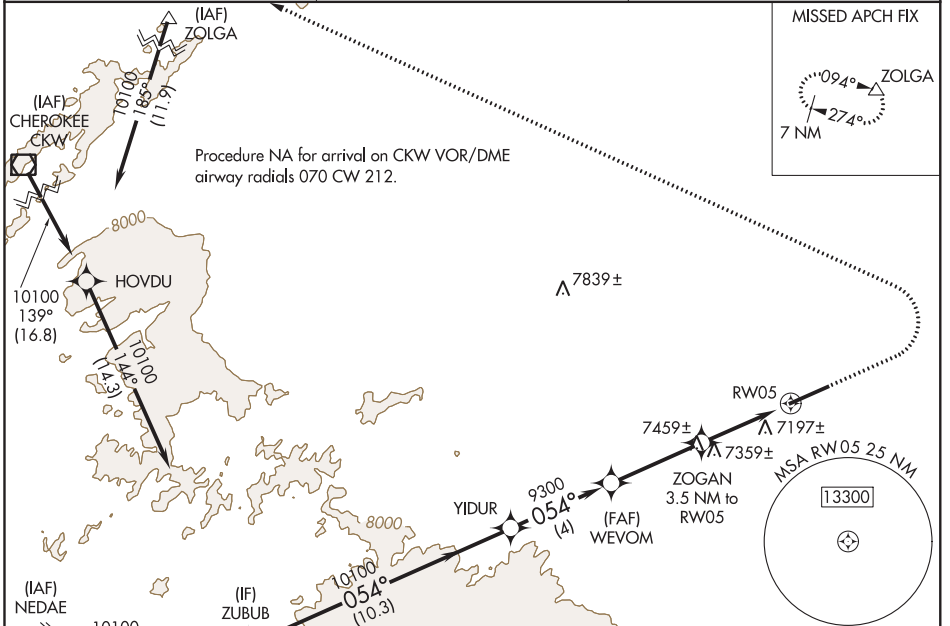 (IAF)
ZOLGA
MISSED APCH FIX
094°
ZOLGA
274°
7 NM
10100
185°
(11.9)
(IAF)
CHEROKEE
CKW
Procedure NA for arrival on CKW VOR/DME
airway radials 070 CW 212.
8000
HOVDU
10100
139°
(16.8)
7839±
10100
144°
(14.3)
RW05
7459±
7197±
7359±
ZOGAN
3.5 NM to
RW05
MSA RW05 25 NM
13300
9300
054°
(4)
YIDUR
(FAF)
WEVOM
8000
10100
054°
(10.3)
(IAF)
NEDAE
(IF)
ZUBUB
10100